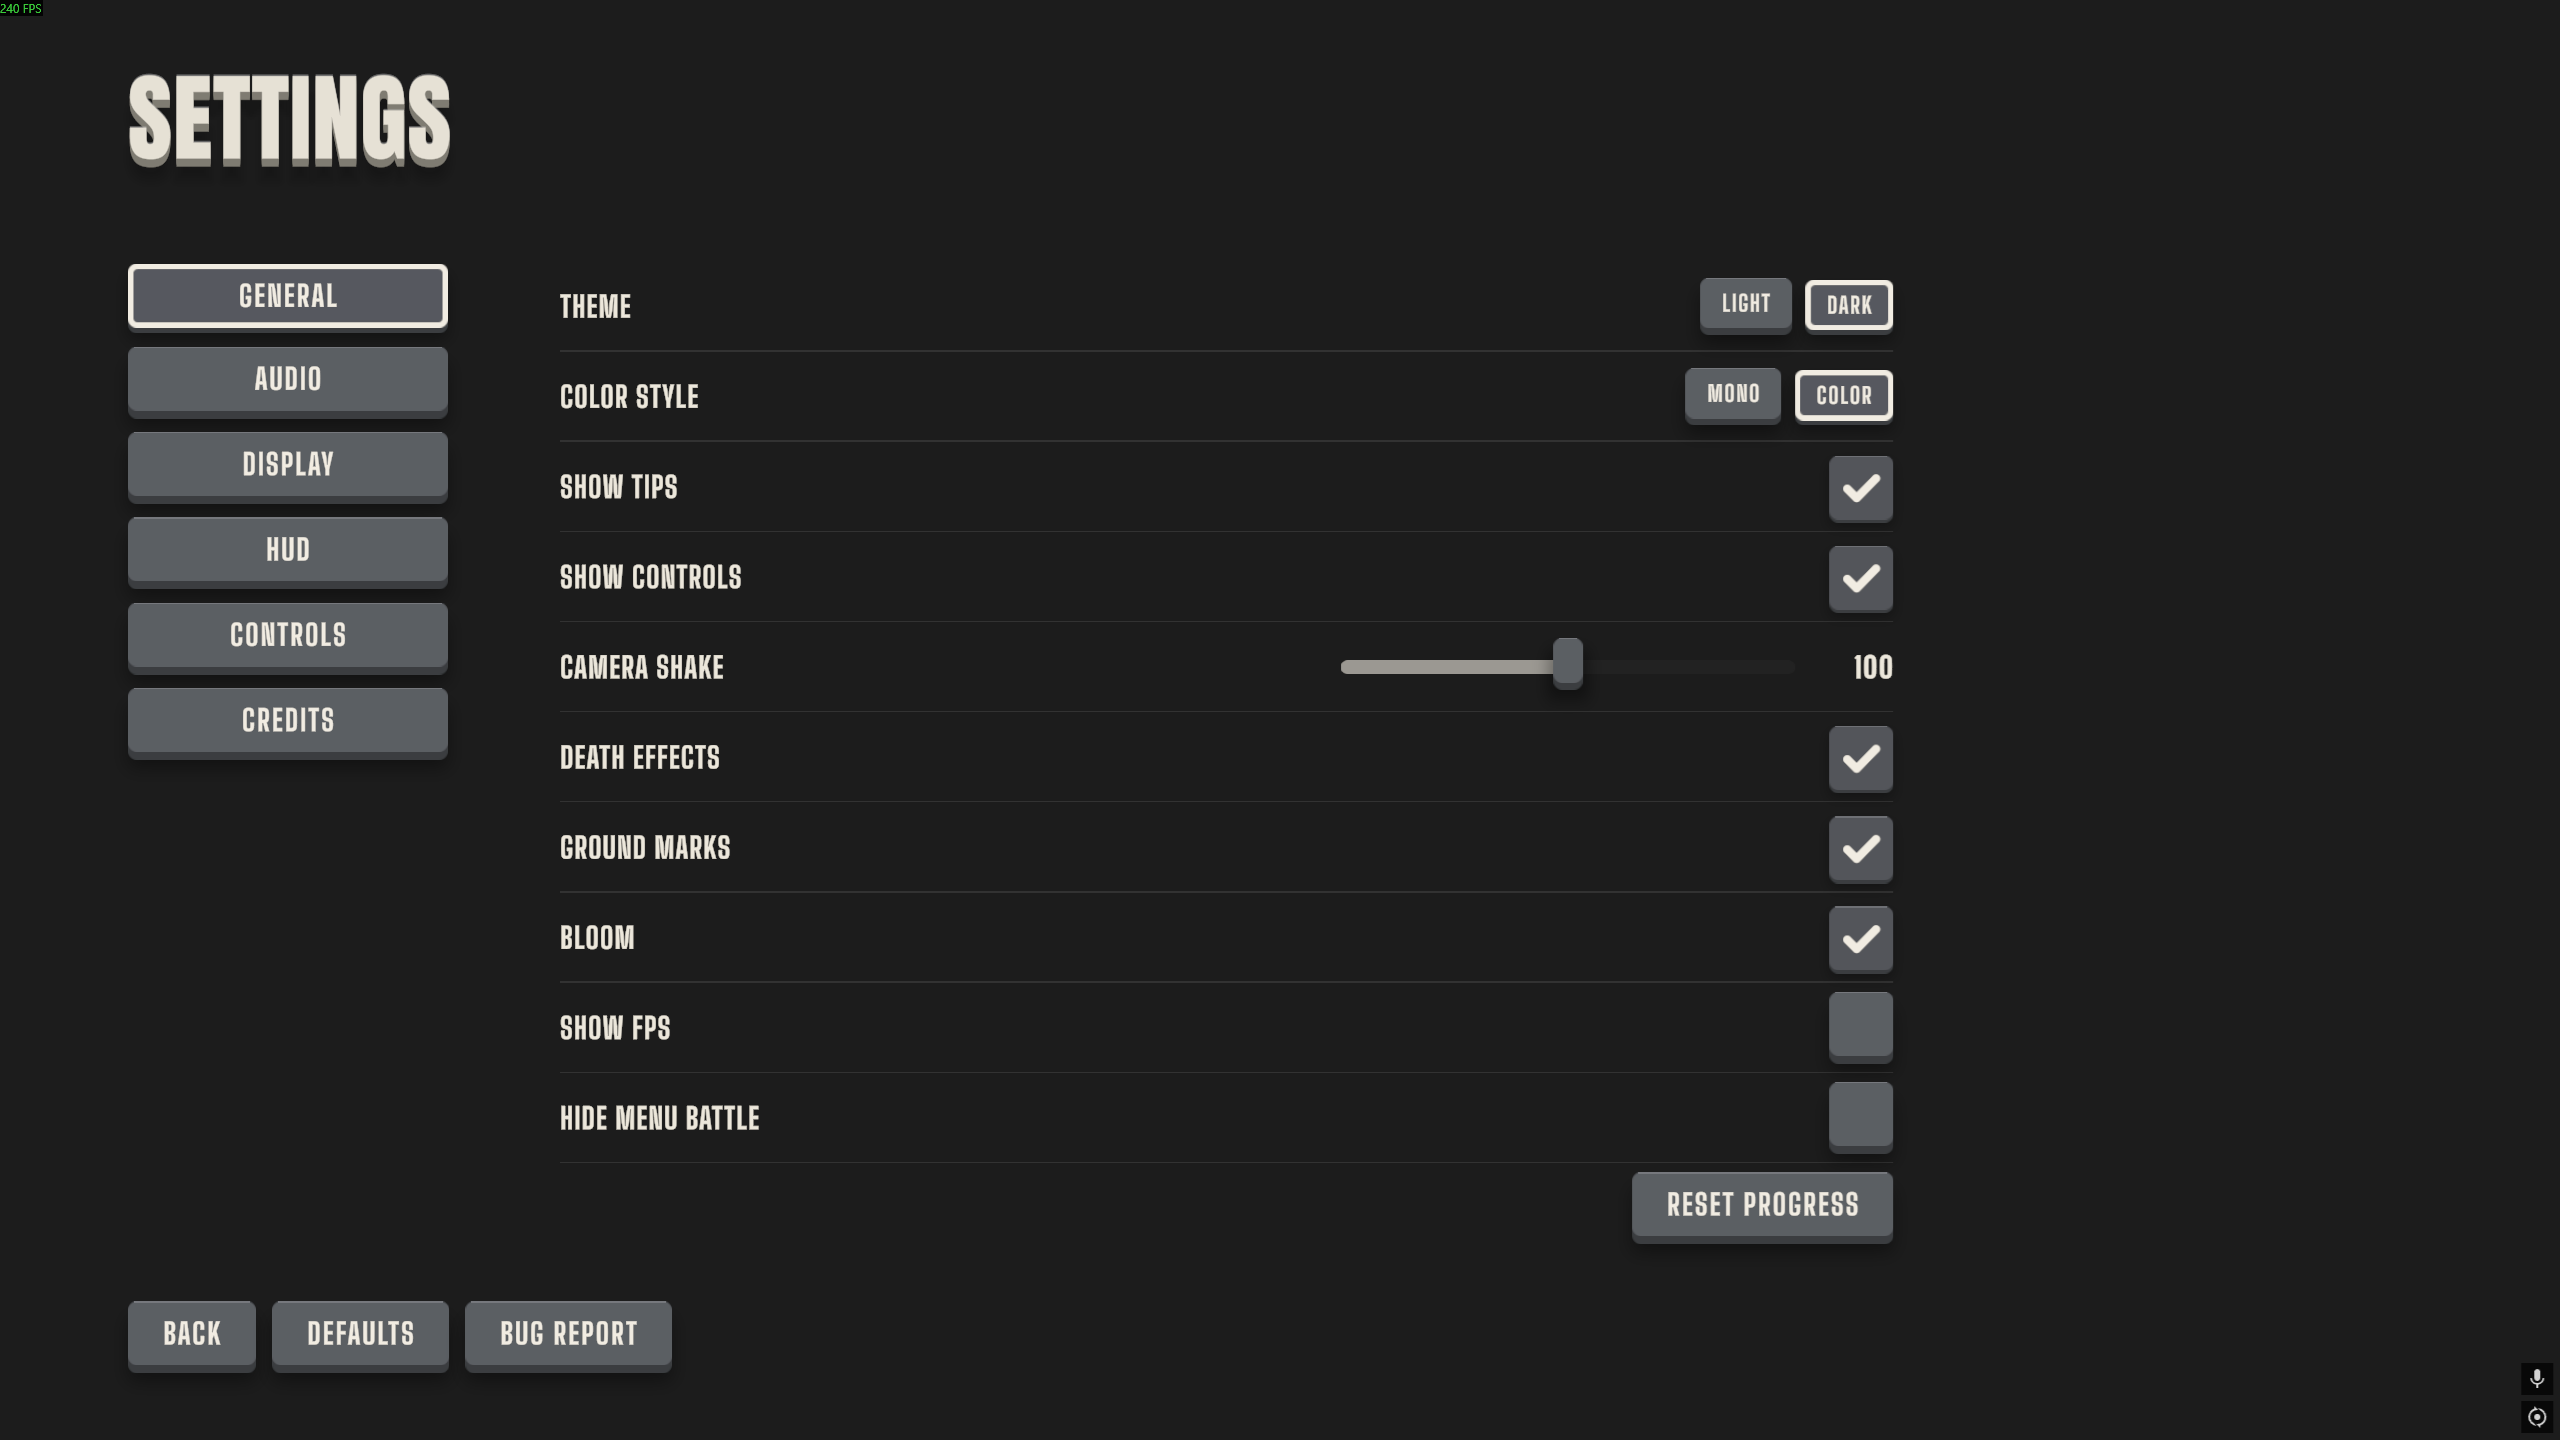 240 FPS
SETTINGS
GENERAL
AUDIO
DISPLAY
HUD
CONTROLS
CREDITS
THEME LIGHT DARK
COLOR STYLE MONO COLOR
SHOW TIPS
SHOW CONTROLS
CAMERA SHAKE 100
DEATH EFFECTS
GROUND MARKS
BLOOM
SHOW FPS
HIDE MENU BATTLE
RESET PROGRESS
BACK DEFAULTS BUG REPORT